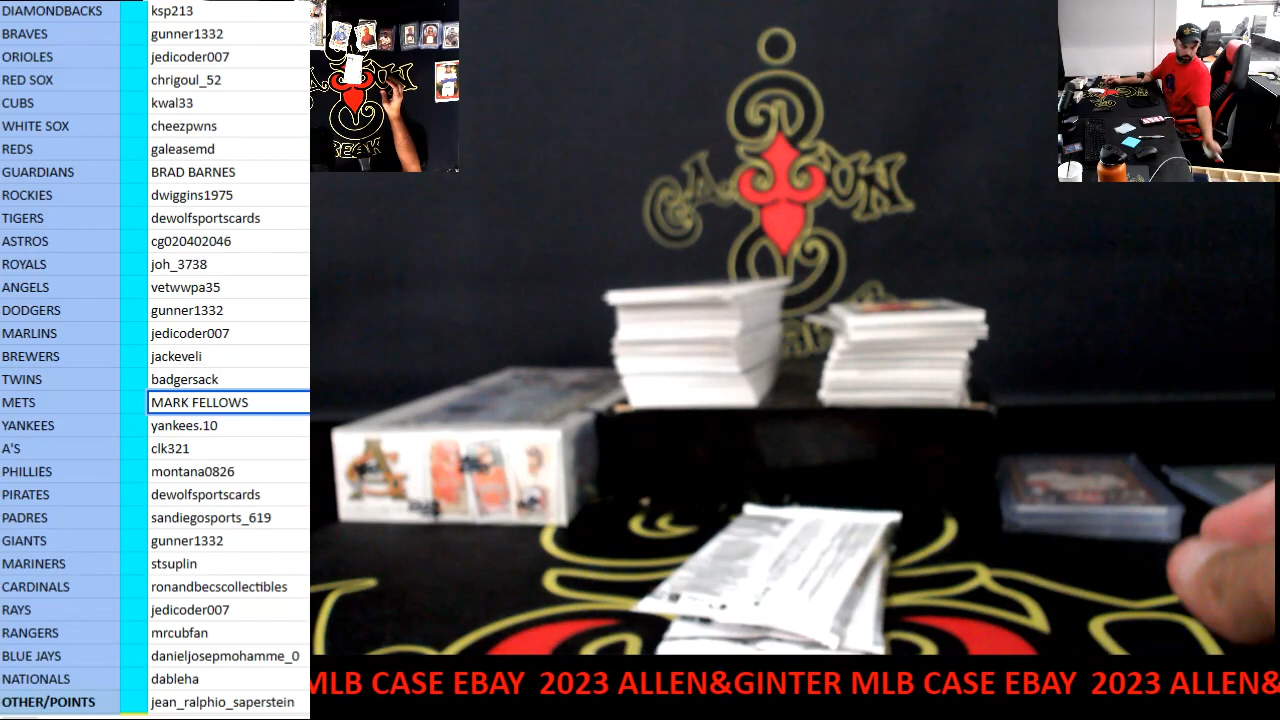 DIAMONDBACKS ksp213
BRAVES gunner1332
ORIOLES jedicoder007
RED SOX chrigoul_52
CUBS kwal33
WHITE SOX cheezpwns
REDS galeasemd
GUARDIANS BRAD BARNES
ROCKIES dwiggins1975
TIGERS dewolfsportscards
ASTROS cg020402046
ROYALS joh_3738
ANGELS vetwwpa35
DODGERS gunner1332
MARLINS jedicoder007
BREWERS jackeveli
TWINS badgersack
METS MARK FELLOWS
YANKEES yankees.10
A'S clk321
PHILLIES montana0826
PIRATES dewolfsportscards
PADRES sandiegosports_619
GIANTS gunner1332
MARINERS stsuplin
CARDINALS ronandbecscollectibles
RAYS jedicoder007
RANGERS mrcubfan
BLUE JAYS danieljosepmohamme_0
NATIONALS dableha
OTHER/POINTS jean_ralphio_saperstein
MLB CASE EBAY 2023 ALLEN&GINTER MLB CASE EBAY 2023 ALLEN&